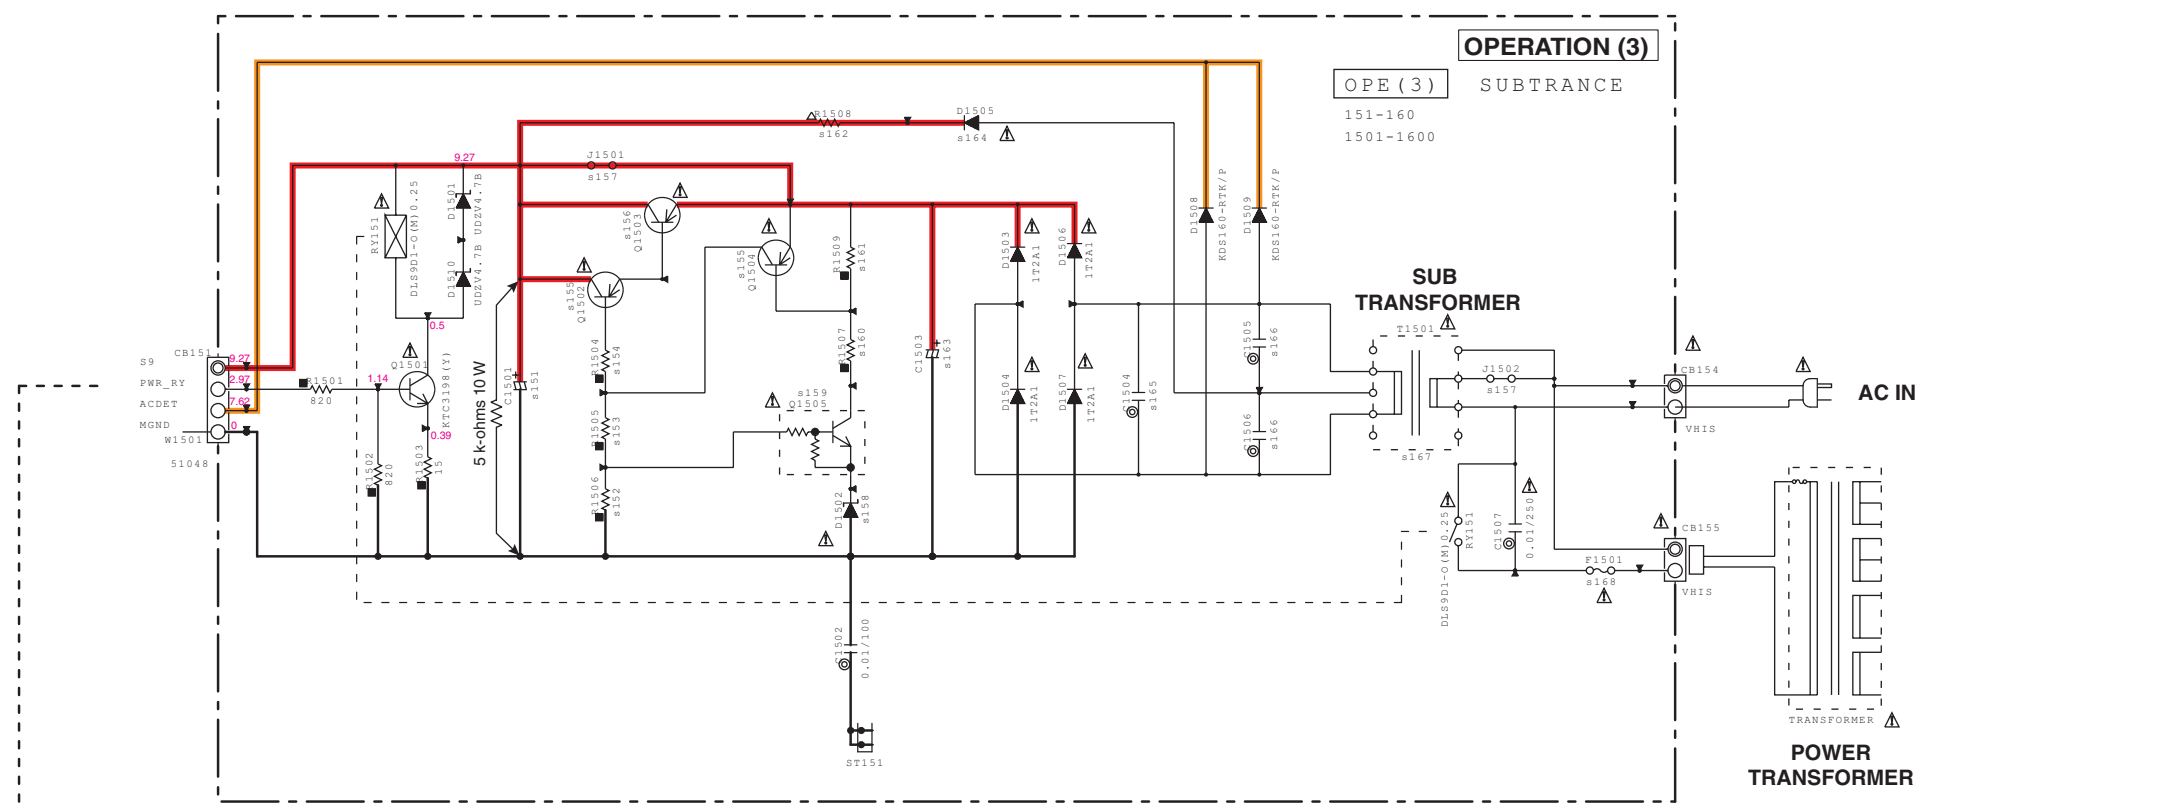 OPERATION (3)
OPE(3) SUBTRANCE
151-160
1501-1600
R1508
s162
D1505
s164
9.27
J1501
s157
RY151
DLS9D1-O(M)0.25
D1501
UDZV4.7B
D1510
UDZV4.7B
s156
Q1503
s155
Q1502
s155
Q1504
R1509
s161
D1508
KDS160-RTK/P
D1509
KDS160-RTK/P
D1503
1T2A1
D1506
1T2A1
SUB
TRANSFORMER
T1501
0.5
CB151
S9
9.27
PWR_RY
2.97
ACDET
7.62
MGND
0
W1501
51048
R1501
820
1.14
Q1501
KTC3198(Y)
0.39
R1502
820
R1503
15
5 k-ohms 10 W
C1501
s151
R1504
s154
R1505
s153
R1506
s152
R1507
s160
s159
Q1505
D1502
s158
C1503
s163
D1504
1T2A1
D1507
1T2A1
C1504
s165
C1505
s166
C1506
s166
s167
J1502
s157
CB154
VHIS
AC IN
DLS9D1-O(M)0.25
RY151
C1507
0.01/250
F1501
s168
CB155
VHIS
C1502
0.01/100
ST151
TRANSFORMER
POWER
TRANSFORMER